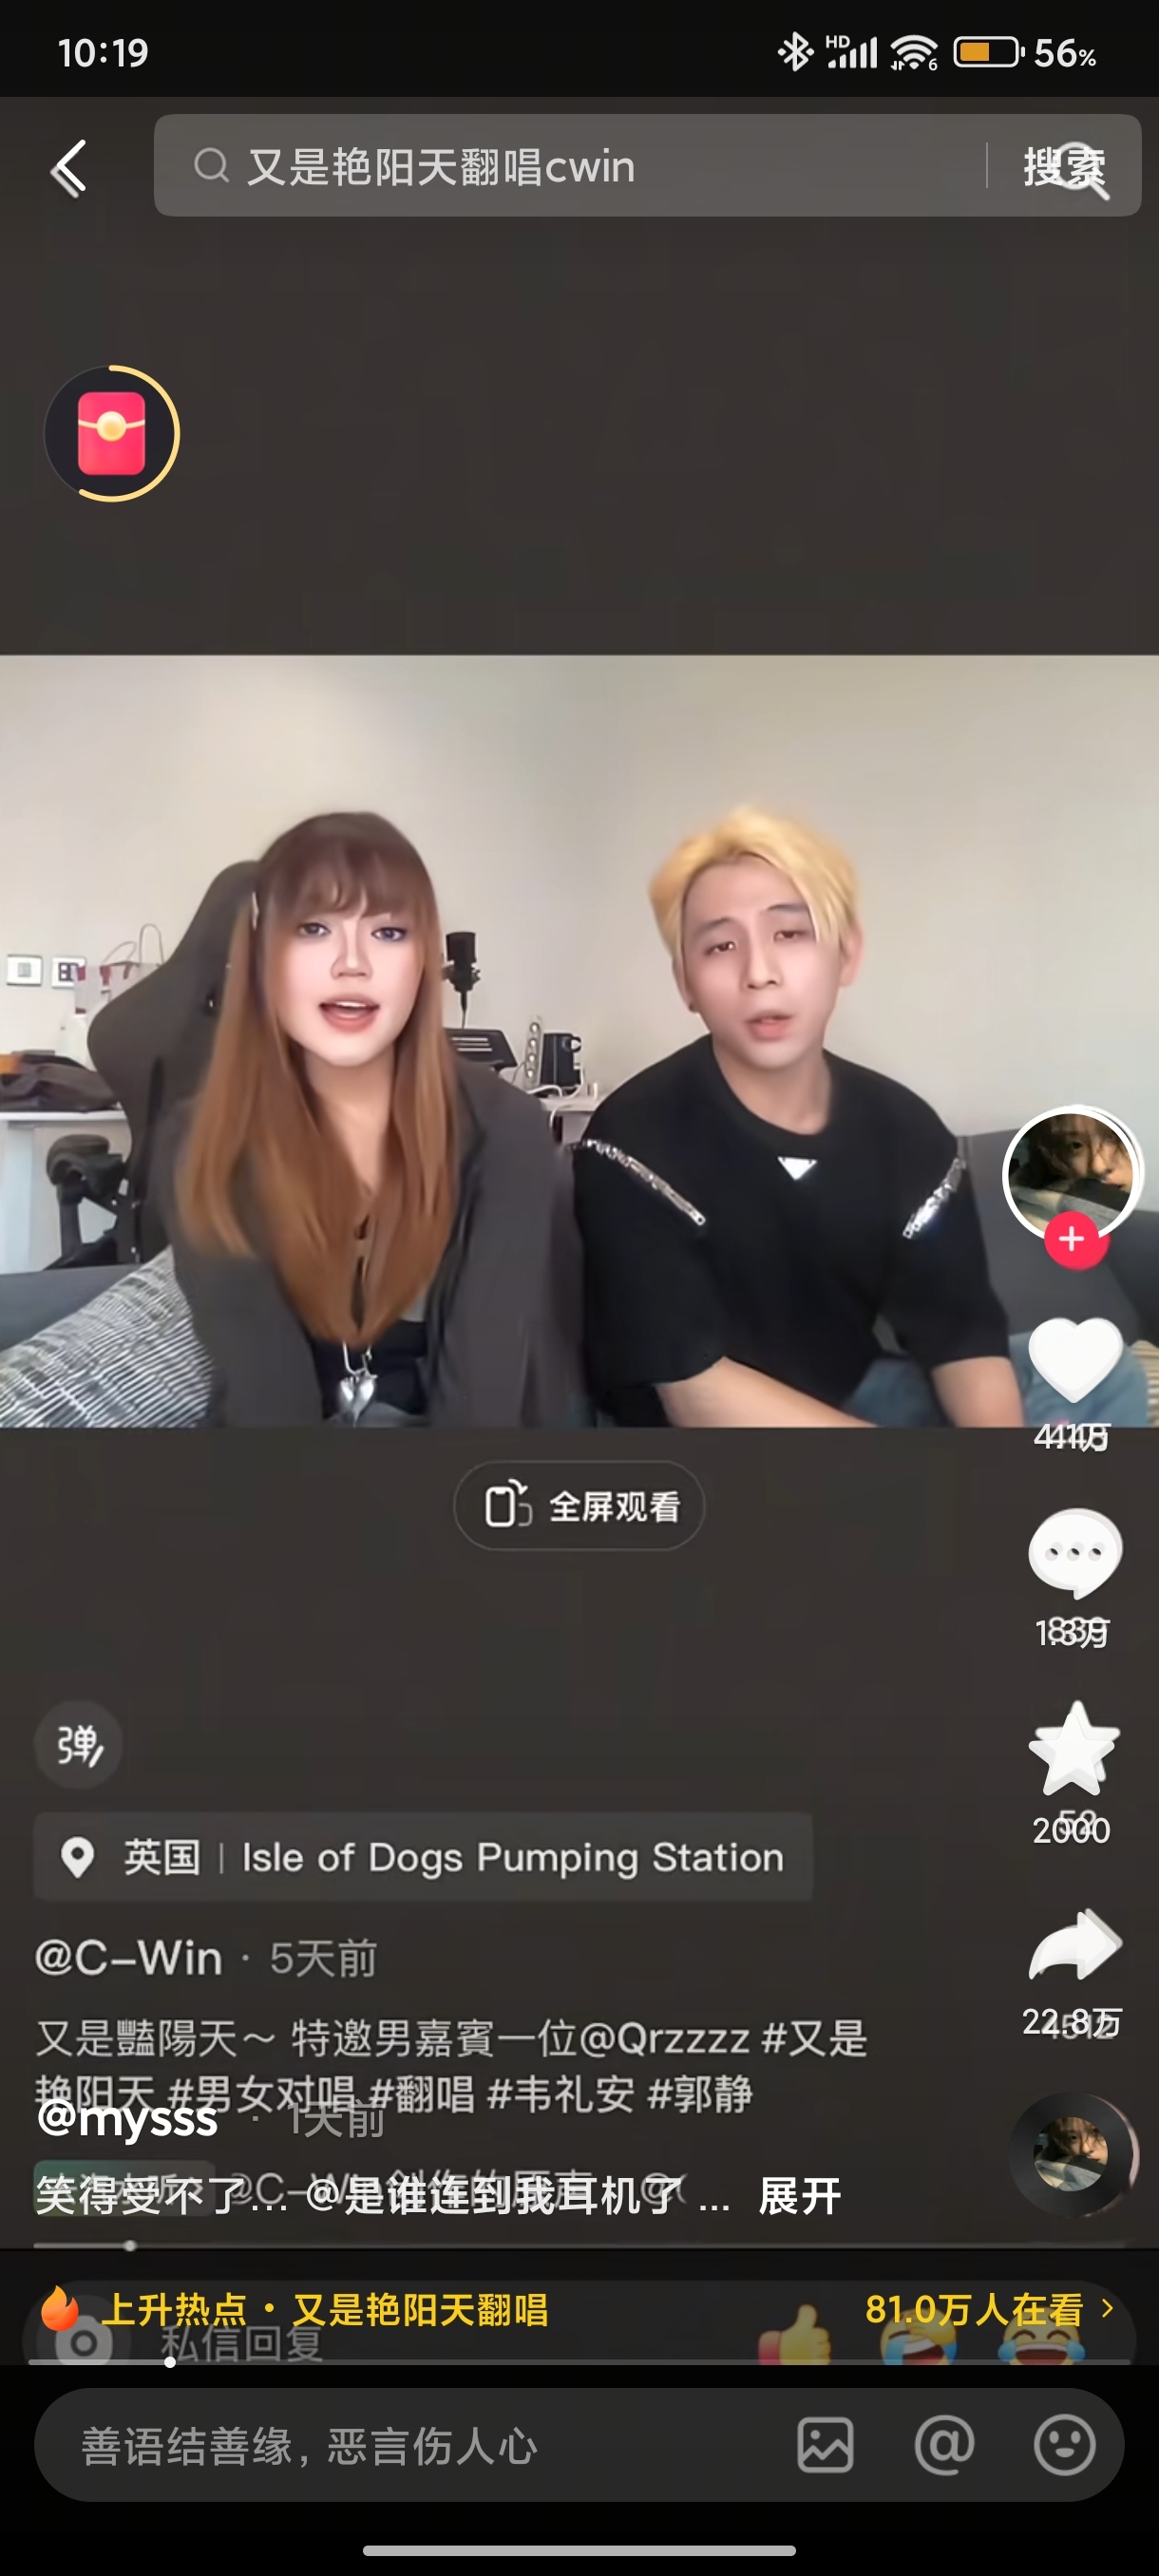 10:19
HD
6
56%
又是艳阳天翻唱cwin
搜索
4.1万
全屏观看
1.3万
弹
2000
英国 | Isle of Dogs Pumping Station
@C-Win · 5天前
22.8万
又是豔陽天～ 特邀男嘉賓一位@Qrzzzz #又是
艳阳天 #男女对唱 #翻唱 #韦礼安 #郭静
@mysss · 1天前
笑得受不了... @是谁连到我耳机了 ... 展开
上升热点 · 又是艳阳天翻唱
81.0万人在看
私信回复
善语结善缘，恶言伤人心